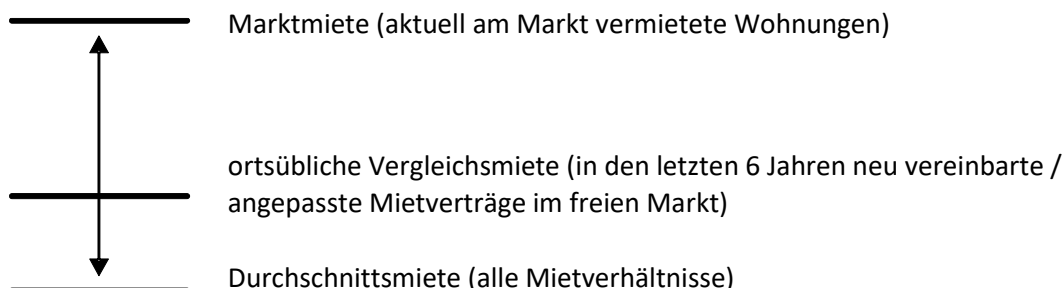 Marktmiete (aktuell am Markt vermietete Wohnungen)
ortsübliche Vergleichsmiete (in den letzten 6 Jahren neu vereinbarte /
angepasste Mietverträge im freien Markt)
Durchschnittsmiete (alle Mietverhältnisse)